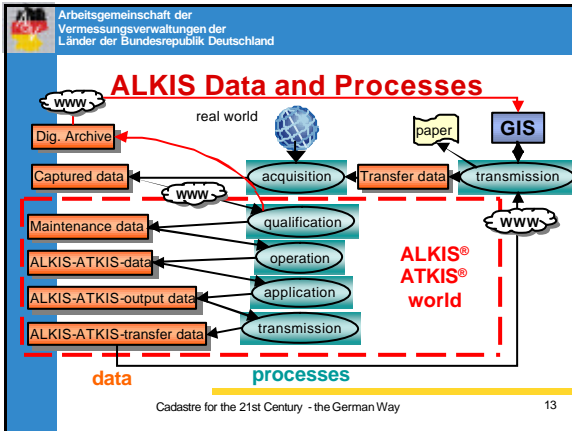 Arbeitsgemeinschaft der
Vermessungsverwaltungen der
Länder der Bundesrepublik Deutschland
ALKIS Data and Processes
www
real world
paper
GIS
Dig. Archive
Captured data
acquisition
Transfer data
transmission
www
www
qualification
Maintenance data
operation
ALKIS-ATKIS-data
application
ALKIS-ATKIS-output data
transmission
ALKIS-ATKIS-transfer data
ALKIS®
ATKIS®
world
data
processes
Cadastre for the 21st Century - the German Way
13